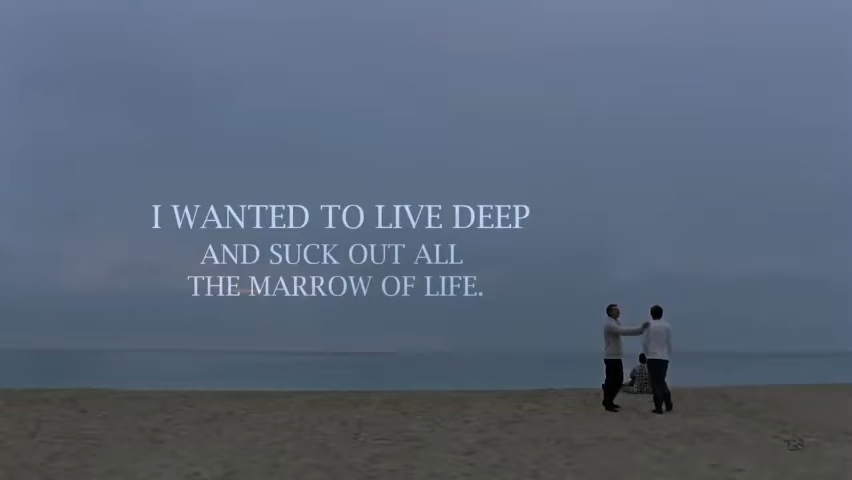 I WANTED TO LIVE DEEP
AND SUCK OUT ALL
THE MARROW OF LIFE.